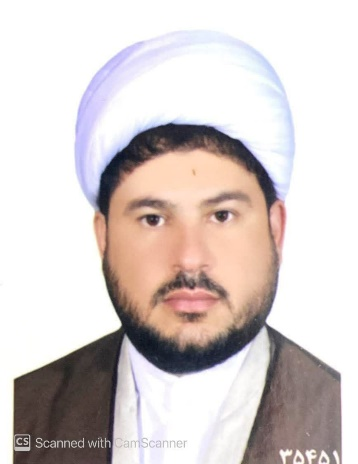 ۳۵۴۵۱
CS Scanned with CamScanner